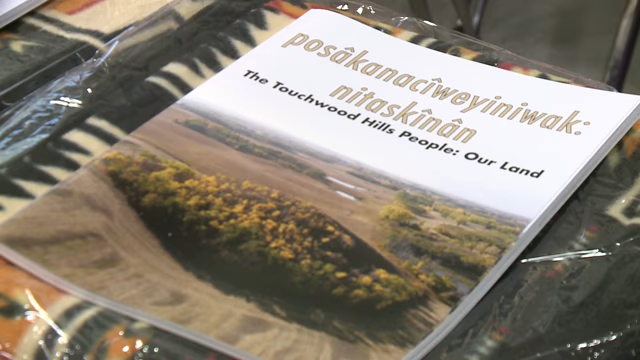 posâkanacîweyiniwak:
nitaskînân
The Touchwood Hills People: Our Land